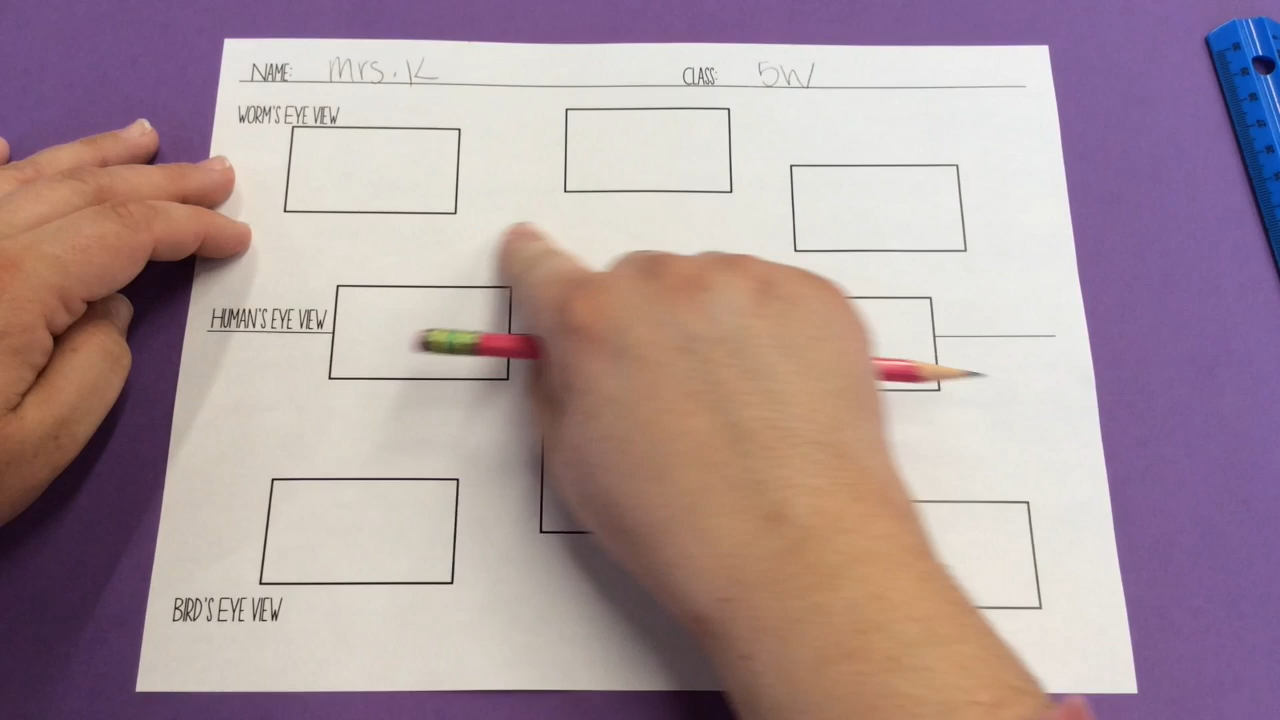 NAME: Mrs. K CLASS: 5W
WORM'S EYE VIEW
HUMAN'S EYE VIEW
BIRD'S EYE VIEW